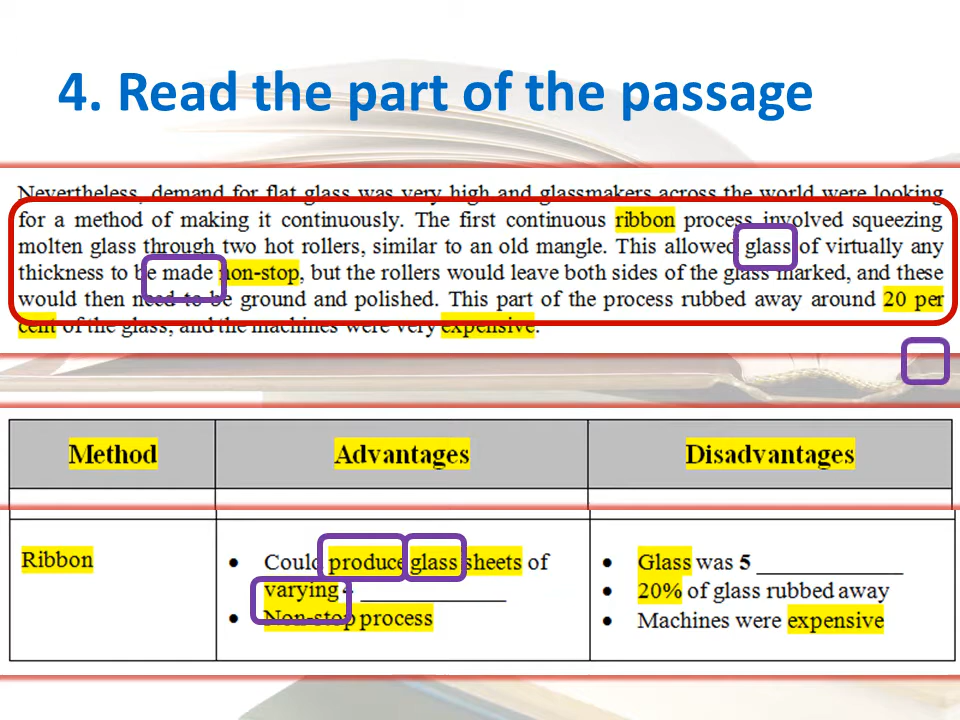 4. Read the part of the passage
Nevertheless, demand for flat glass was very high and glassmakers across the world were looking
for a method of making it continuously. The first continuous ribbon process involved squeezing
molten glass through two hot rollers, similar to an old mangle. This allowed glass of virtually any
thickness to be made non-stop, but the rollers would leave both sides of the glass marked, and these
would then need to be ground and polished. This part of the process rubbed away around 20 per
cent of the glass, and the machines were very expensive.
Method Advantages Disadvantages
Ribbon
• Could produce glass sheets of
varying 4 ____________
• Non-stop process
• Glass was 5 ____________
• 20% of glass rubbed away
• Machines were expensive